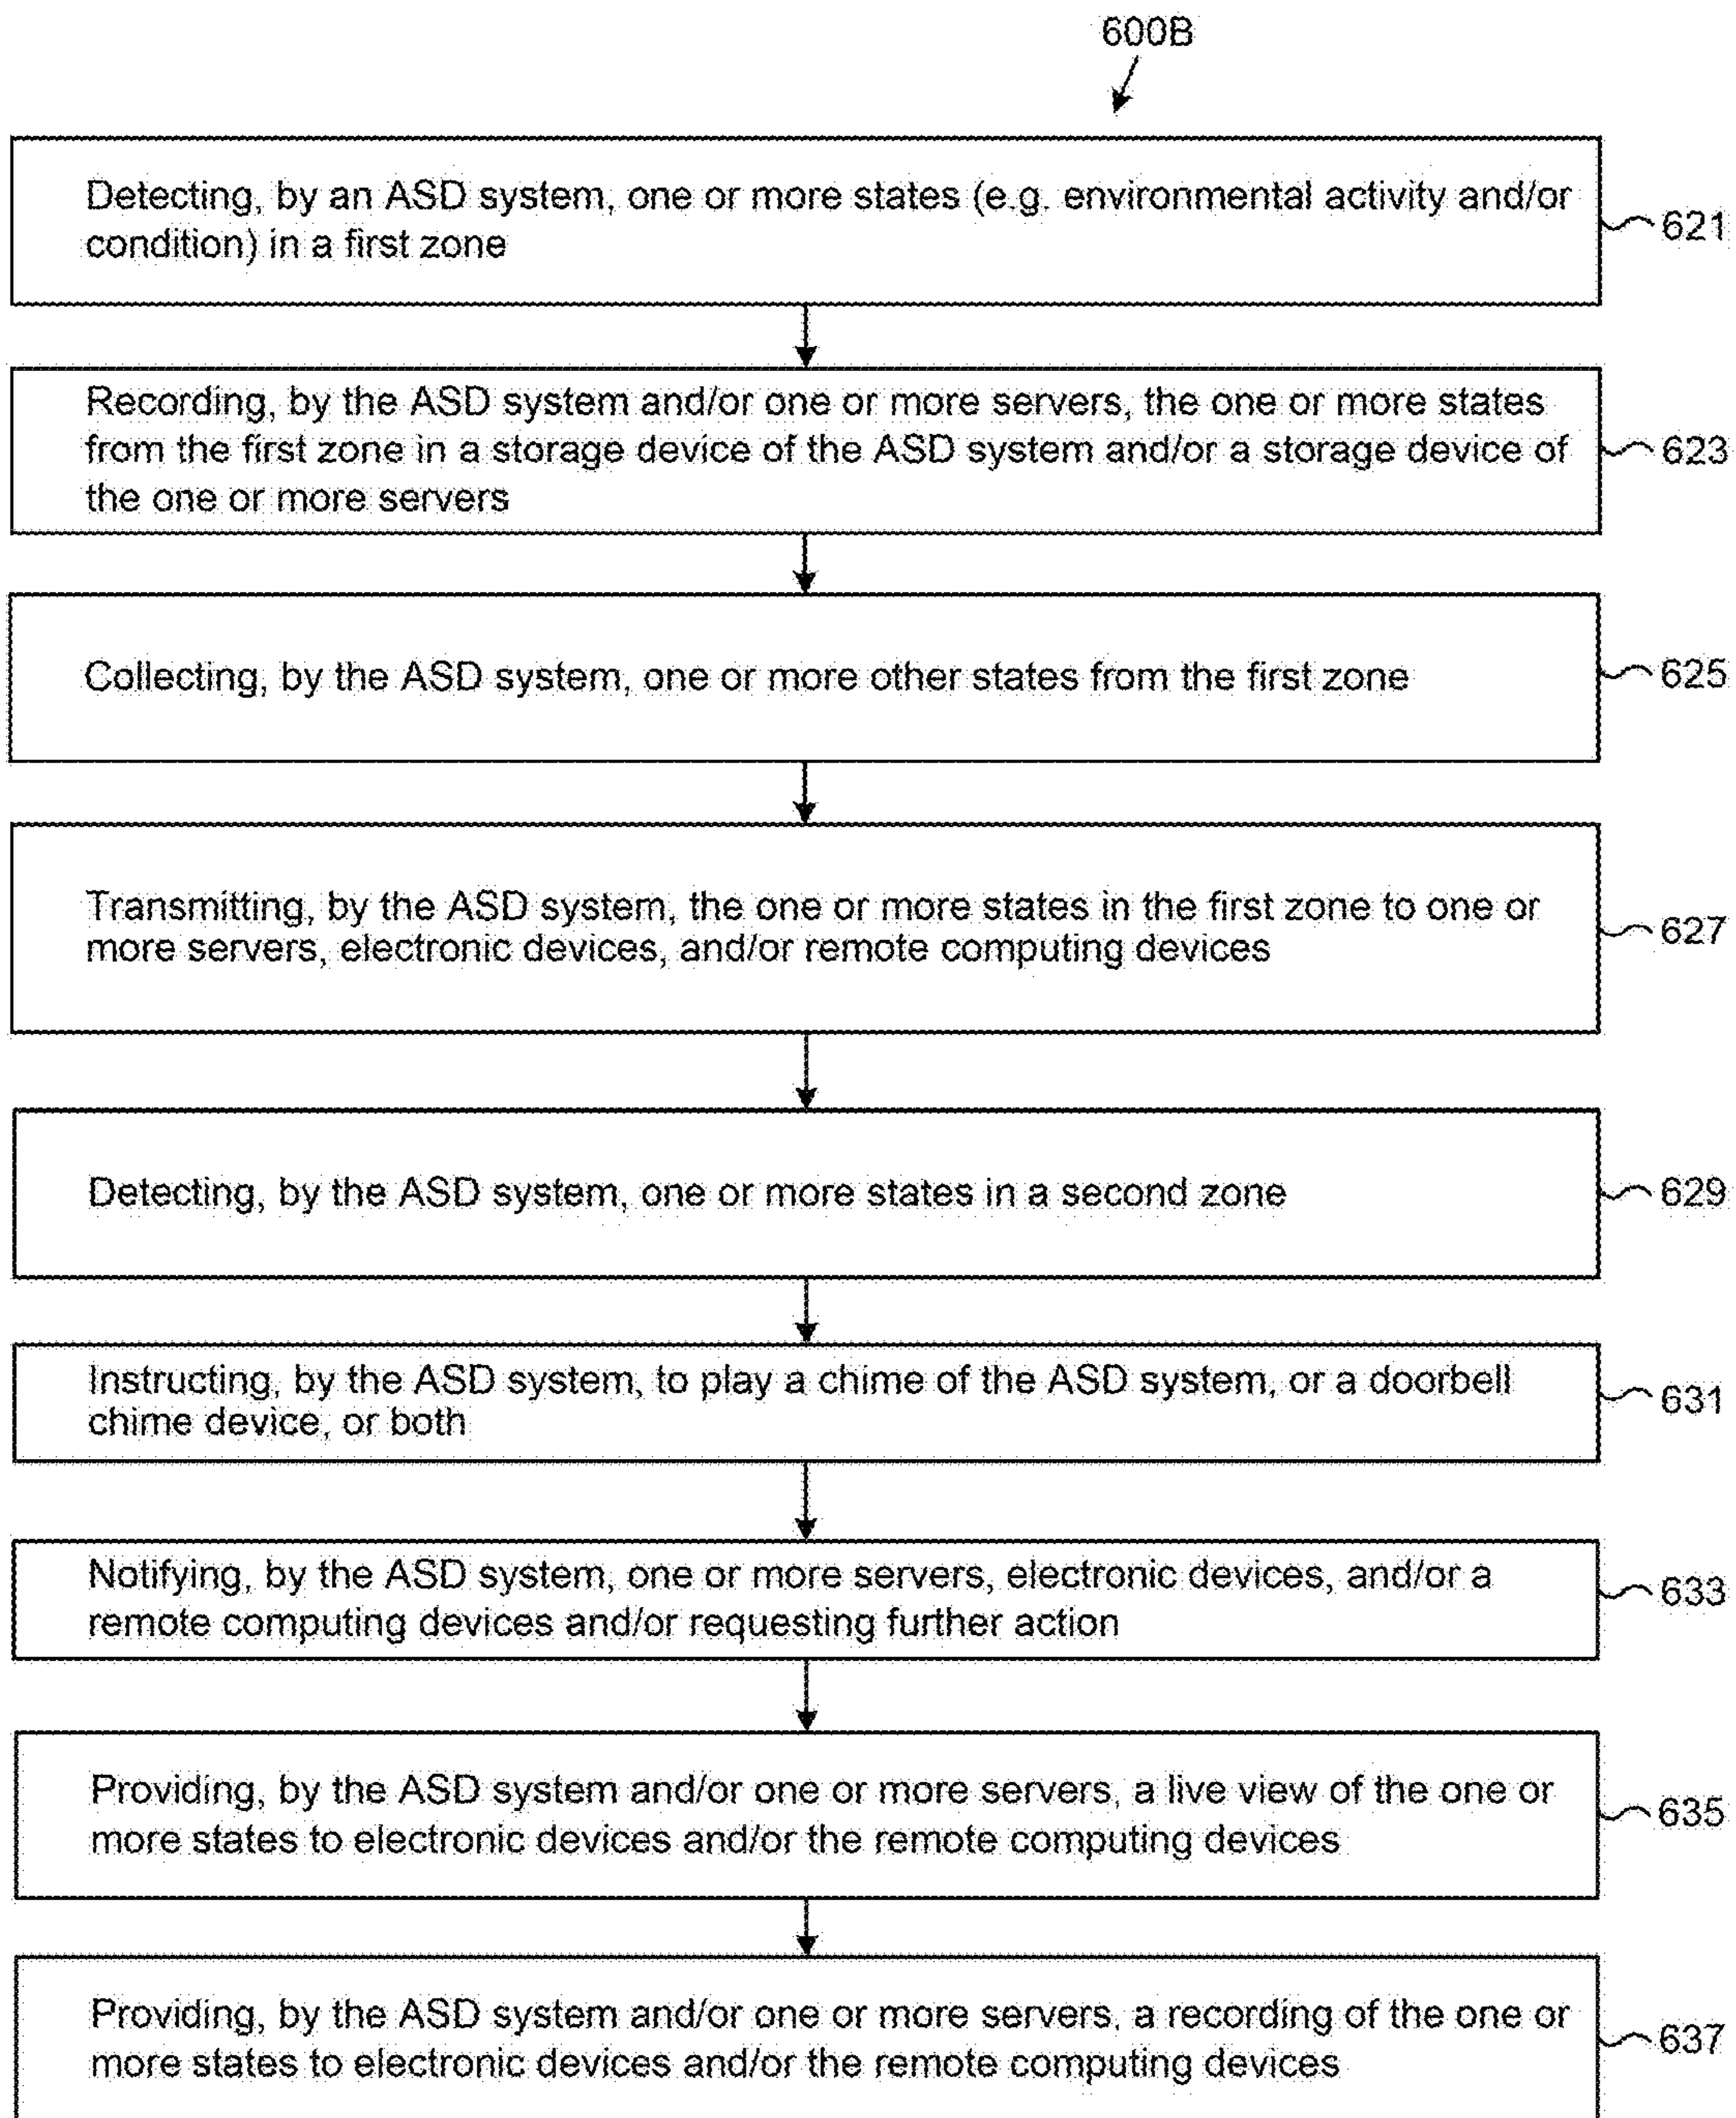 600B
Detecting, by an ASD system, one or more states (e.g. environmental activity and/or
condition) in a first zone
621
Recording, by the ASD system and/or one or more servers, the one or more states
from the first zone in a storage device of the ASD system and/or a storage device of
the one or more servers
623
Collecting, by the ASD system, one or more other states from the first zone
625
Transmitting, by the ASD system, the one or more states in the first zone to one or
more servers, electronic devices, and/or remote computing devices
627
Detecting, by the ASD system, one or more states in a second zone
629
Instructing, by the ASD system, to play a chime of the ASD system, or a doorbell
chime device, or both
631
Notifying, by the ASD system, one or more servers, electronic devices, and/or a
remote computing devices and/or requesting further action
633
Providing, by the ASD system and/or one or more servers, a live view of the one or
more states to electronic devices and/or the remote computing devices
635
Providing, by the ASD system and/or one or more servers, a recording of the one or
more states to electronic devices and/or the remote computing devices
637